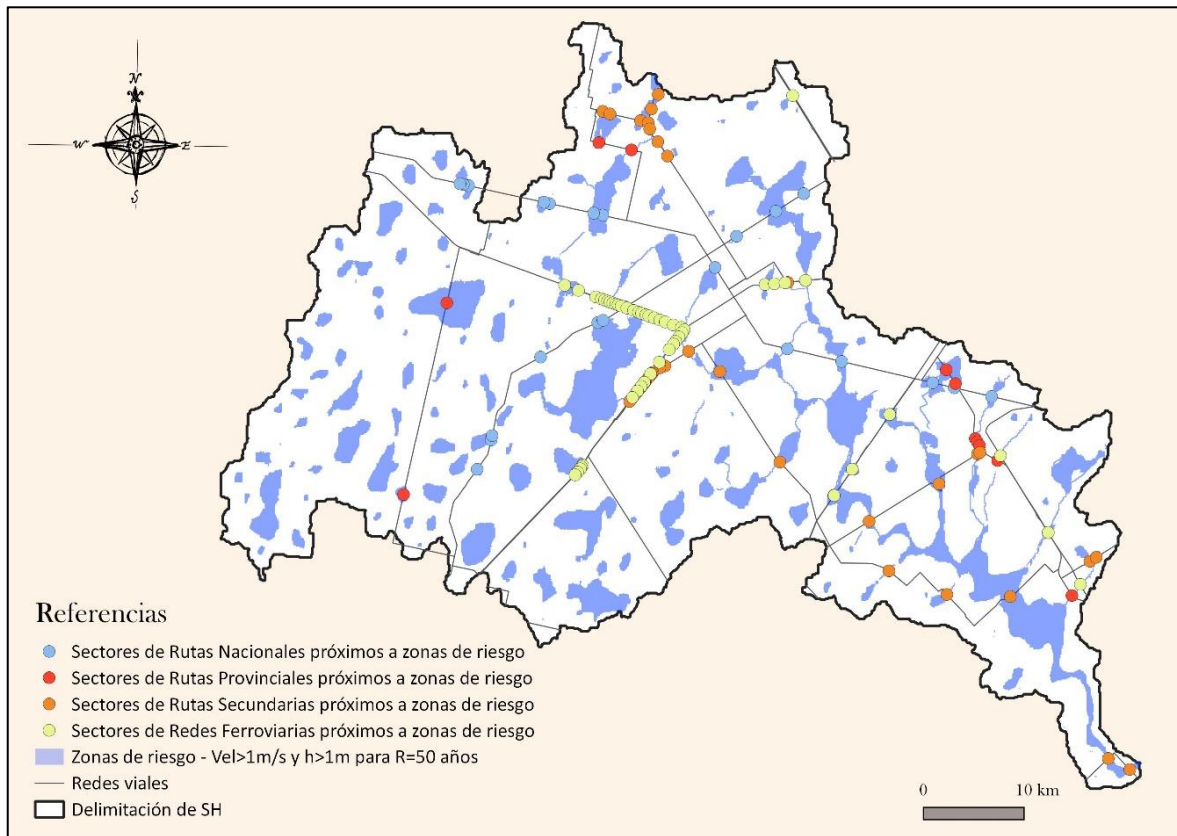 N
W
E
S
Referencias
Sectores de Rutas Nacionales próximos a zonas de riesgo
Sectores de Rutas Provinciales próximos a zonas de riesgo
Sectores de Rutas Secundarias próximos a zonas de riesgo
Sectores de Redes Ferroviarias próximos a zonas de riesgo
Zonas de riesgo - Vel>1m/s y h>1m para R=50 años
Redes viales
Delimitación de SH
0 10 km